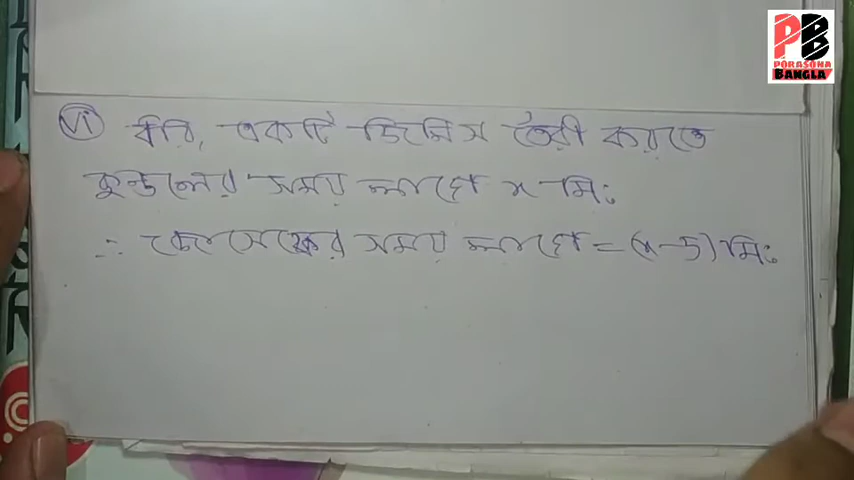 PB
PORASONA
BANGLA
(vi) ধরি, একটি জিনিস তৈরী করতে
কুন্তলের সময় লাগে x মি:
∴ জোসেফের সময় লাগে = (x-5) মি: